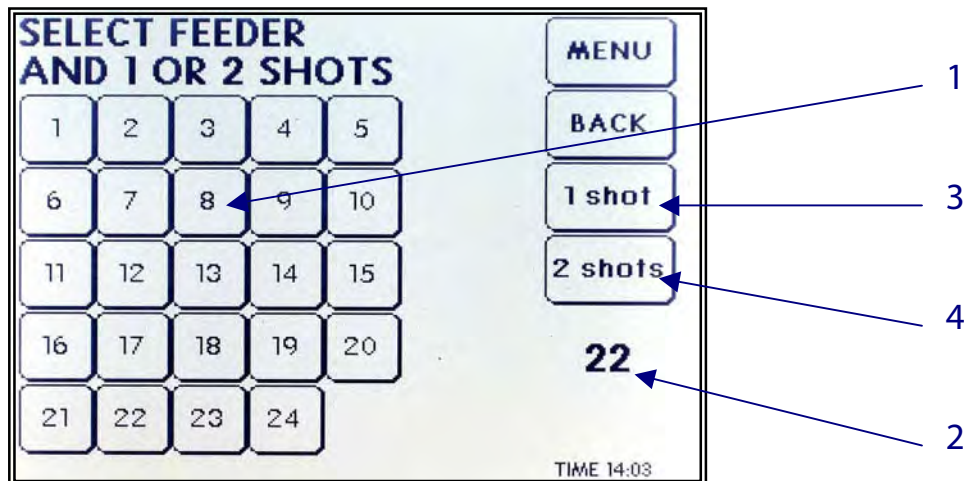 SELECT FEEDER
AND 1 OR 2 SHOTS
1 2 3 4 5
6 7 8 9 10
11 12 13 14 15
16 17 18 19 20
21 22 23 24
MENU
BACK
1 shot
2 shots
22
TIME 14:03
1
3
4
2